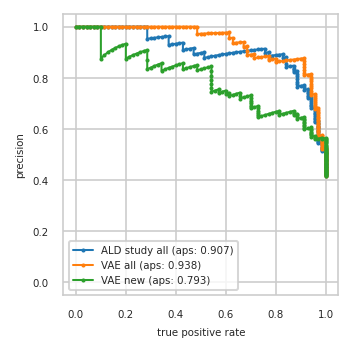 1.0
0.8
0.6
0.4
0.2
0.0
precision
ALD study all (aps: 0.907)
VAE all (aps: 0.938)
VAE new (aps: 0.793)
0.0 0.2 0.4 0.6 0.8 1.0
true positive rate